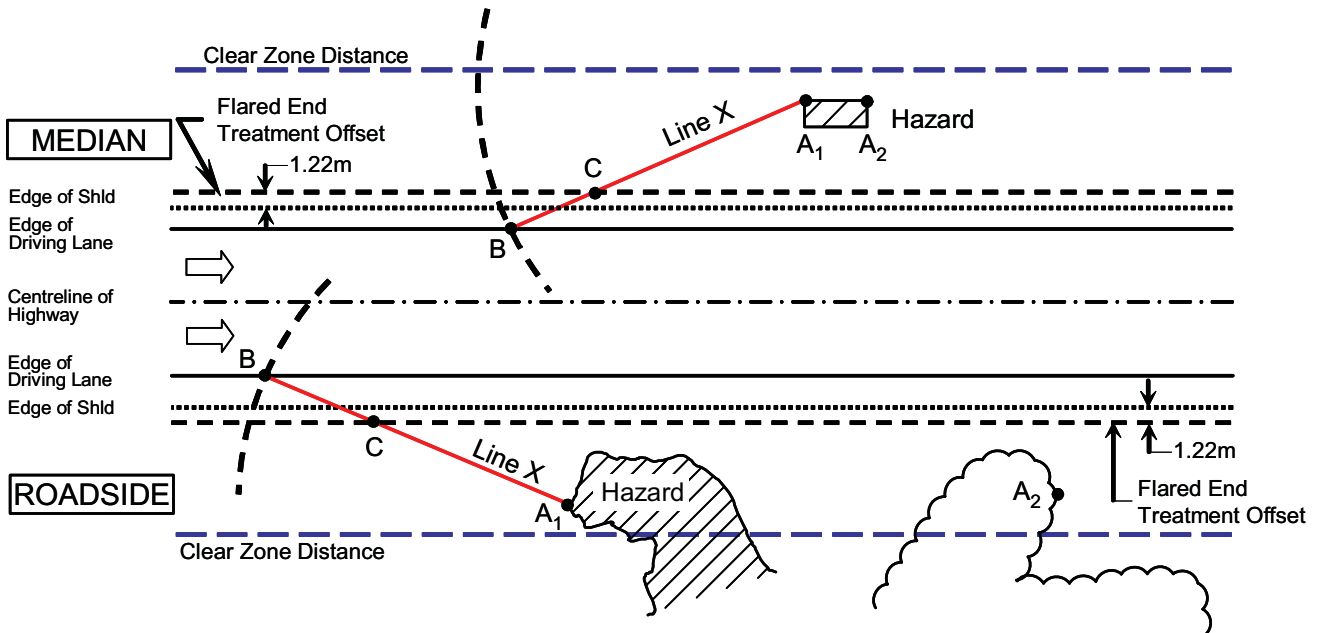 Clear Zone Distance
Flared End
Treatment Offset
MEDIAN
1.22m
Line X
Hazard
A1
A2
C
Edge of Shld
Edge of
Driving Lane
B
Centreline of
Highway
B
Edge of
Driving Lane
Edge of Shld
C
Line X
1.22m
ROADSIDE
Hazard
A1
A2
Flared End
Treatment Offset
Clear Zone Distance